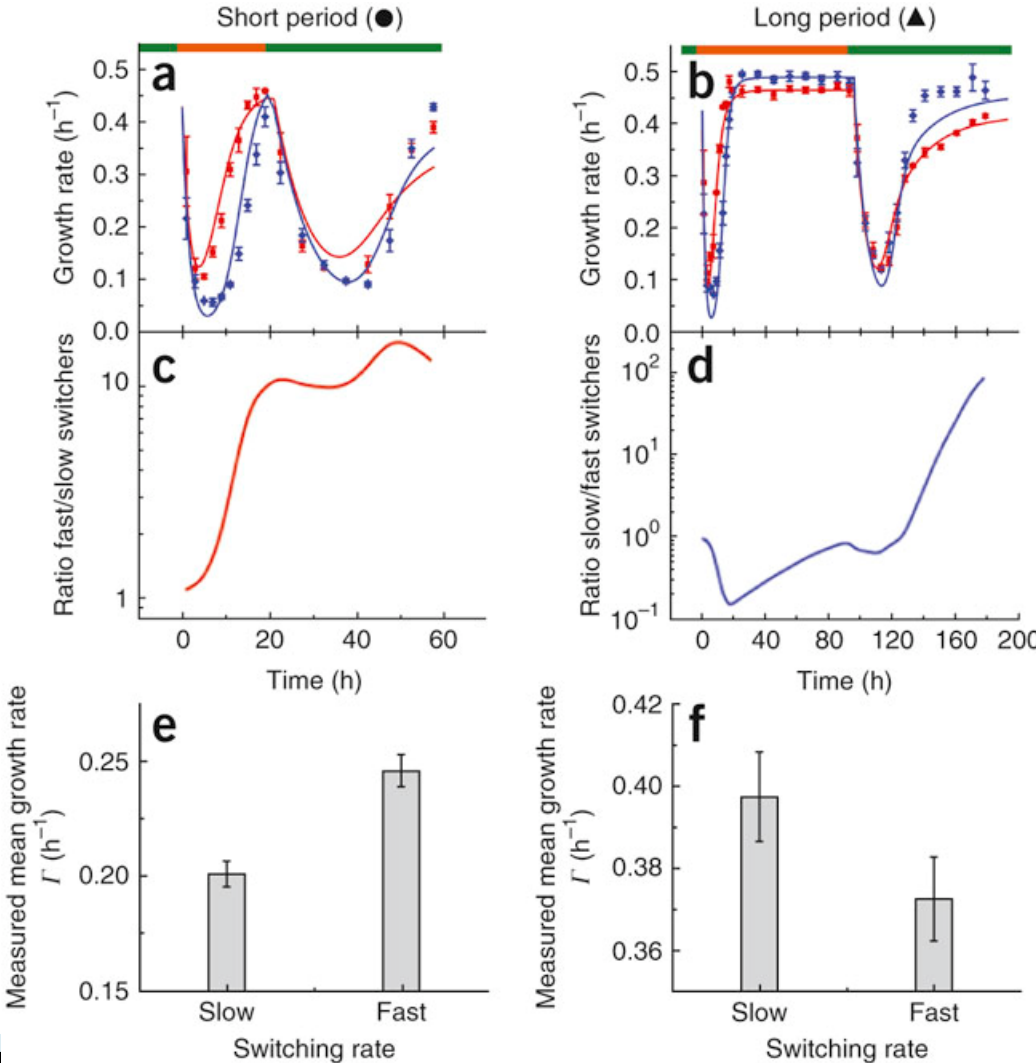 Short period (●)
Long period (▲)
a
Growth rate (h⁻¹)
0.5
0.4
0.3
0.2
0.1
0.0
b
Growth rate (h⁻¹)
0.5
0.4
0.3
0.2
0.1
0.0
c
Ratio fast/slow switchers
10
1
0
20
40
60
Time (h)
d
Ratio slow/fast switchers
10²
10¹
10⁰
10⁻¹
0
40
80
120
160
200
Time (h)
e
Measured mean growth rate
Γ (h⁻¹)
0.25
0.20
0.15
Slow
Fast
Switching rate
f
Measured mean growth rate
Γ (h⁻¹)
0.42
0.40
0.38
0.36
Slow
Fast
Switching rate